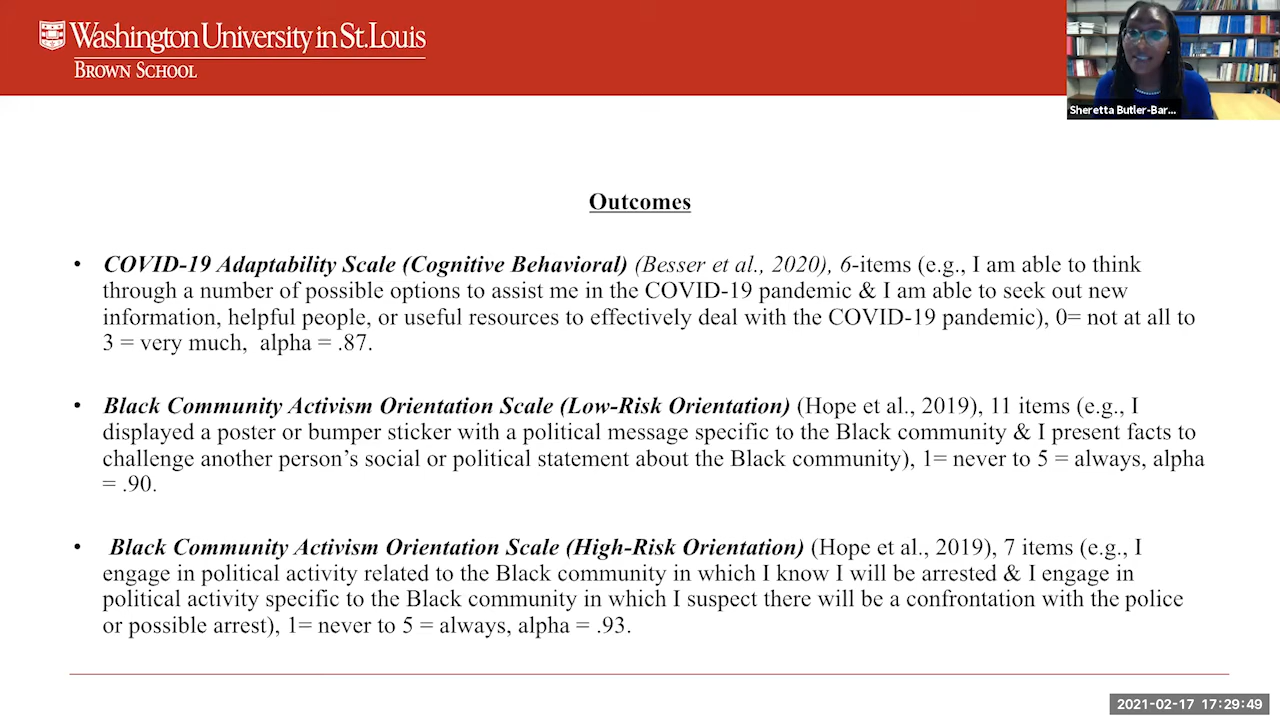 Washington University in St. Louis
BROWN SCHOOL
Sheretta Butler-Bar...
Outcomes
• COVID-19 Adaptability Scale (Cognitive Behavioral) (Besser et al., 2020), 6-items (e.g., I am able to think
through a number of possible options to assist me in the COVID-19 pandemic & I am able to seek out new
information, helpful people, or useful resources to effectively deal with the COVID-19 pandemic), 0= not at all to
3 = very much, alpha = .87.
• Black Community Activism Orientation Scale (Low-Risk Orientation) (Hope et al., 2019), 11 items (e.g., I
displayed a poster or bumper sticker with a political message specific to the Black community & I present facts to
challenge another person's social or political statement about the Black community), 1= never to 5 = always, alpha
= .90.
• Black Community Activism Orientation Scale (High-Risk Orientation) (Hope et al., 2019), 7 items (e.g., I
engage in political activity related to the Black community in which I know I will be arrested & I engage in
political activity specific to the Black community in which I suspect there will be a confrontation with the police
or possible arrest), 1= never to 5 = always, alpha = .93.
2021-02-17 17:29:49